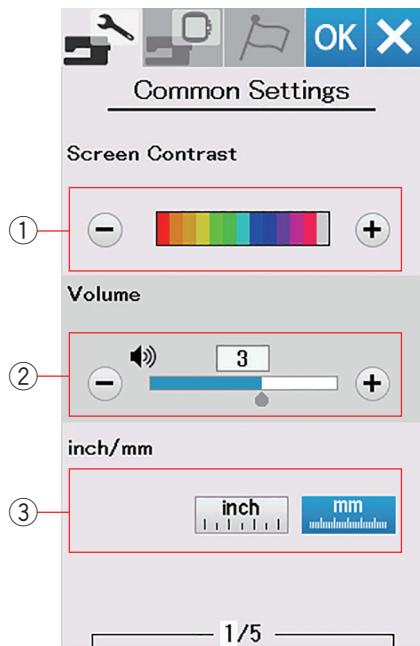 OK
Common Settings
Screen Contrast
1
− +
Volume
3
2
− +
inch/mm
3
inch mm
1/5